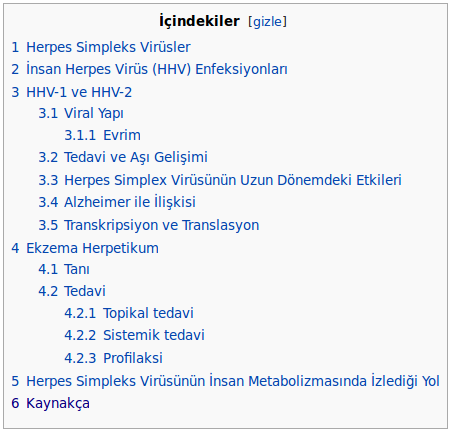 İçindekiler [gizle]
1 Herpes Simpleks Virüsler
2 İnsan Herpes Virüs (HHV) Enfeksiyonları
3 HHV-1 ve HHV-2
3.1 Viral Yapı
3.1.1 Evrim
3.2 Tedavi ve Aşı Gelişimi
3.3 Herpes Simplex Virüsünün Uzun Dönemdeki Etkileri
3.4 Alzheimer ile İlişkisi
3.5 Transkripsiyon ve Translasyon
4 Ekzema Herpetikum
4.1 Tanı
4.2 Tedavi
4.2.1 Topikal tedavi
4.2.2 Sistemik tedavi
4.2.3 Profilaksi
5 Herpes Simpleks Virüsünün İnsan Metabolizmasında İzlediği Yol
6 Kaynakça